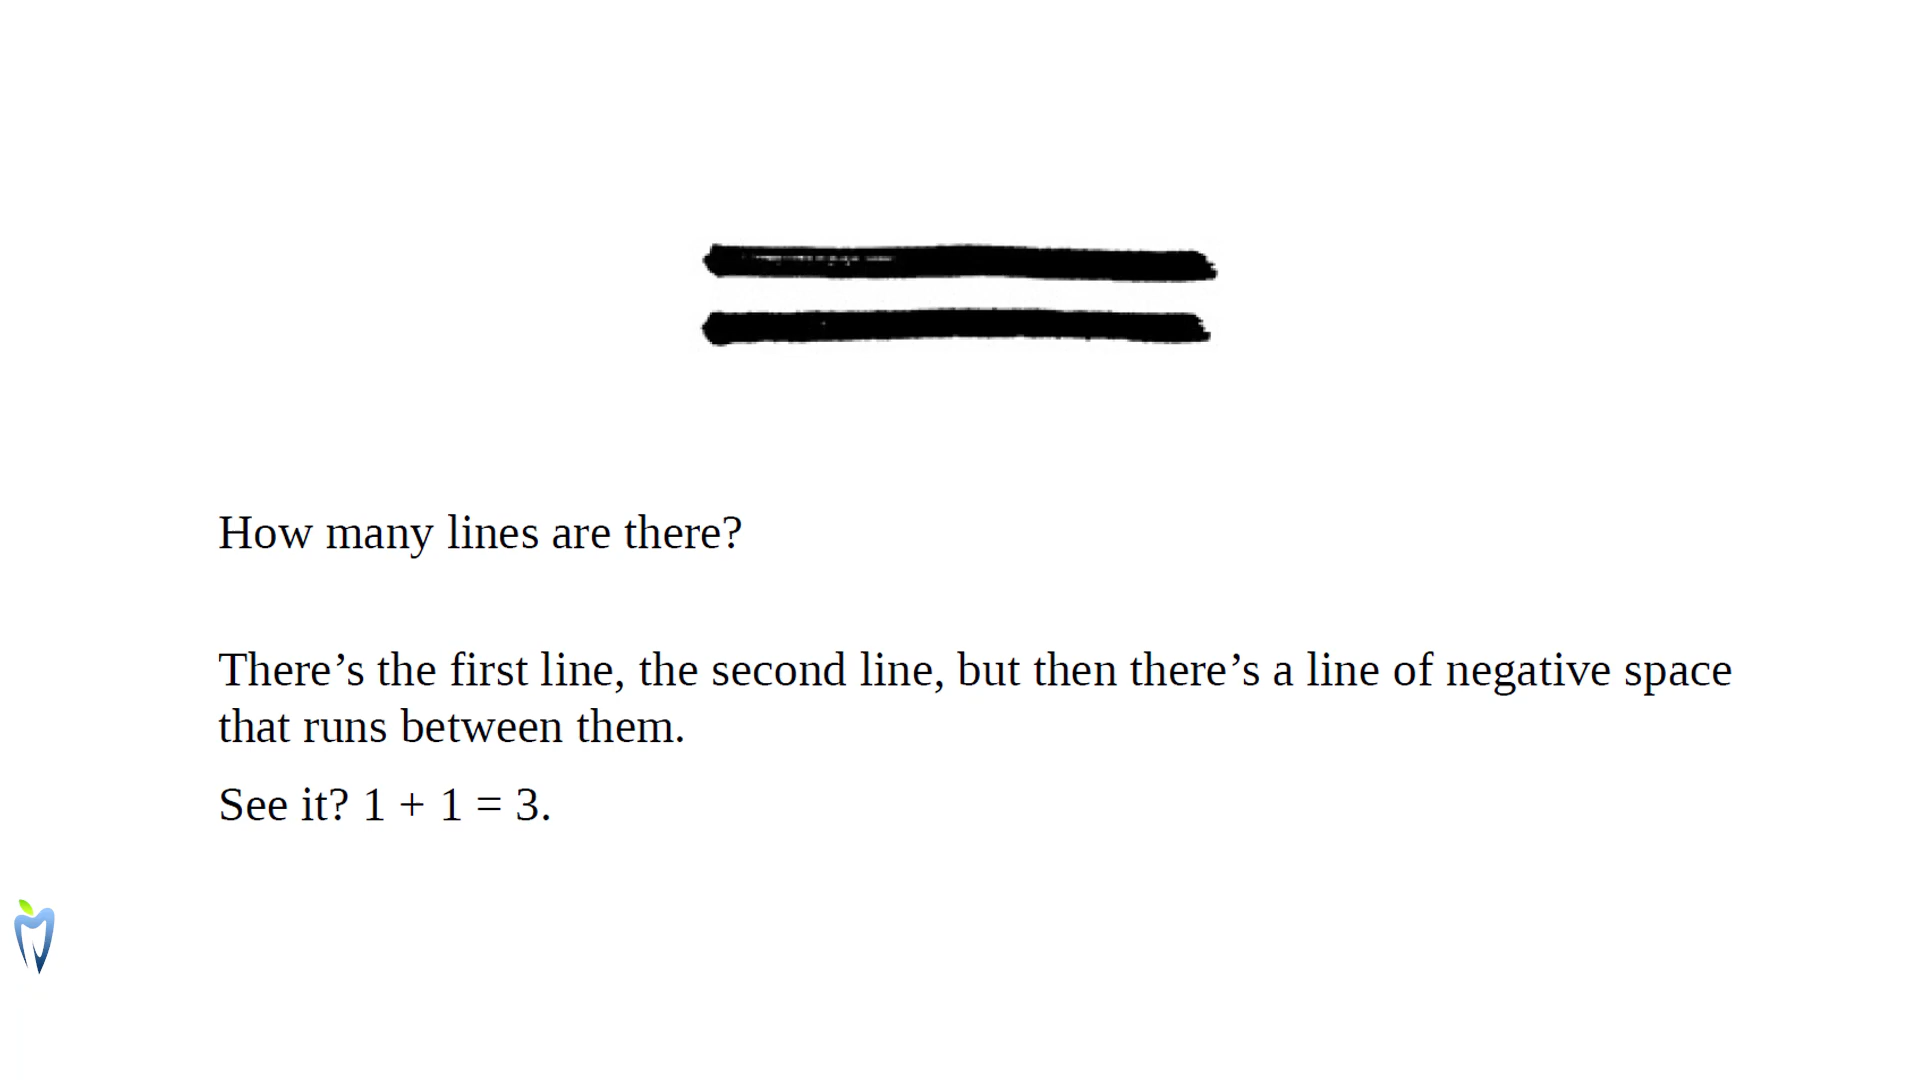 How many lines are there?
There’s the first line, the second line, but then there’s a line of negative space
that runs between them.
See it? 1 + 1 = 3.